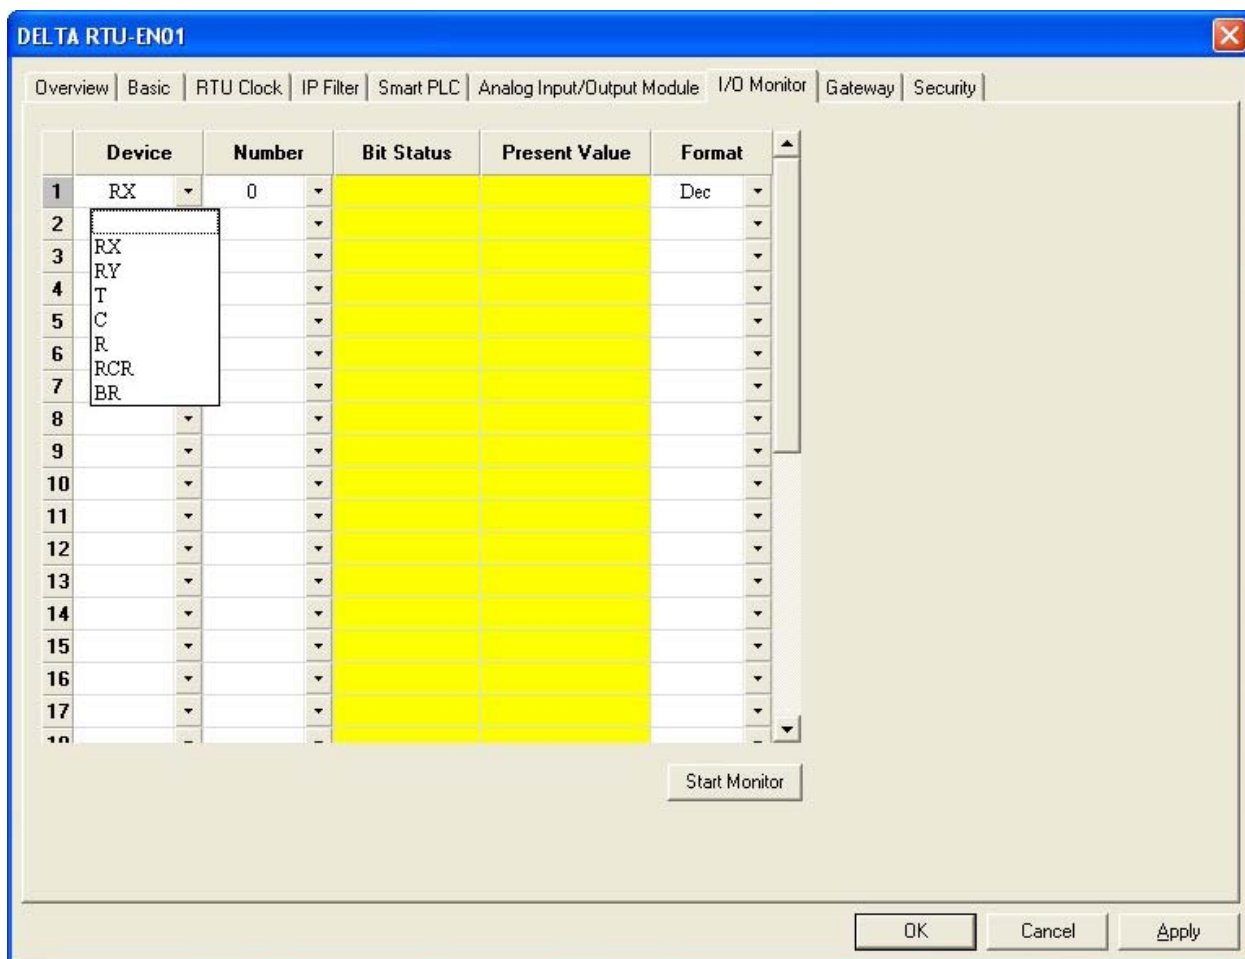 DELTA RTU-EN01
Overview Basic RTU Clock IP Filter Smart PLC Analog Input/Output Module I/O Monitor Gateway Security
Device Number Bit Status Present Value Format
1 RX 0 Dec
2
3 RX
RY
4 T
5 C
6 R
RCR
7 BR
8
9
10
11
12
13
14
15
16
17
18
Start Monitor
OK Cancel Apply